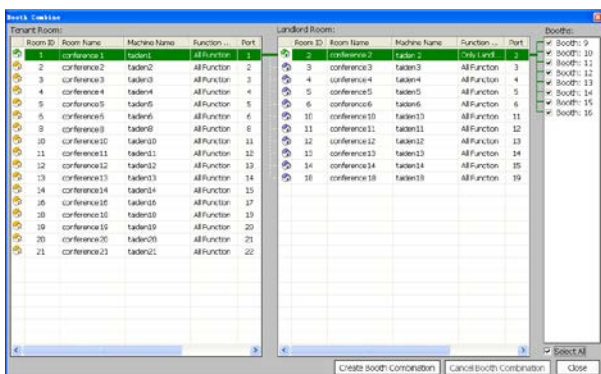 Booth Combine
Tenant Room:
Room ID Room Name Machine Name Function ... Port
1 conference 1 taiden1 All Function 1
2 conference 2 taiden2 All Function 2
3 conference3 taiden3 All Function 3
4 conference4 taiden4 All Function 4
5 conference5 taiden5 All Function 5
6 conference6 taiden6 All Function 6
8 conference8 taiden8 All Function 8
10 conference10 taiden10 All Function 11
11 conference11 taiden11 All Function 12
12 conference12 taiden12 All Function 13
13 conference13 taiden13 All Function 14
14 conference14 taiden14 All Function 15
16 conference16 taiden16 All Function 17
18 conference18 taiden18 All Function 19
19 conference19 taiden19 All Function 20
20 conference20 taiden20 All Function 21
21 conference21 taiden21 All Function 22
Landlord Room:
Room ID Room Name Machine Name Function ... Port
2 conference 2 taiden 2 Only Landl... 2
3 conference3 taiden3 All Function 3
4 conference4 taiden4 All Function 4
5 conference5 taiden5 All Function 5
6 conference6 taiden6 All Function 6
10 conference10 taiden10 All Function 11
11 conference11 taiden11 All Function 12
12 conference12 taiden12 All Function 13
13 conference13 taiden13 All Function 14
14 conference14 taiden14 All Function 15
18 conference18 taiden18 All Function 19
Booths:
Booth: 9
Booth: 10
Booth: 11
Booth: 12
Booth: 13
Booth: 14
Booth: 15
Booth: 16
Select All
Create Booth Combination Cancel Booth Combination Close